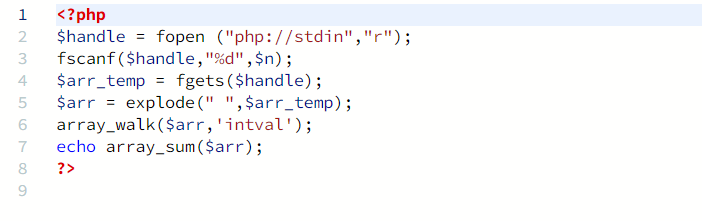 1 <?php
2 $handle = fopen ("php://stdin","r");
3 fscanf($handle,"%d",$n);
4 $arr_temp = fgets($handle);
5 $arr = explode(" ",$arr_temp);
6 array_walk($arr,'intval');
7 echo array_sum($arr);
8 ?>
9